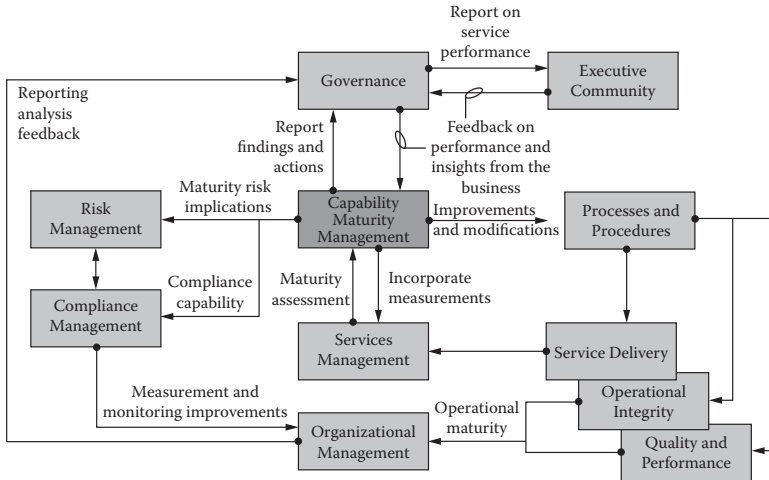 Report on
service
performance
Governance
Executive
Community
Reporting
analysis
feedback
Report
findings and
actions
Feedback on
performance and
insights from the
business
Maturity risk
implications
Risk
Management
Capability
Maturity
Management
Improvements
and modifications
Processes and
Procedures
Compliance
capability
Maturity
assessment
Incorporate
measurements
Compliance
Management
Services
Management
Service Delivery
Measurement and
monitoring improvements
Operational
maturity
Operational
Integrity
Organizational
Management
Quality and
Performance